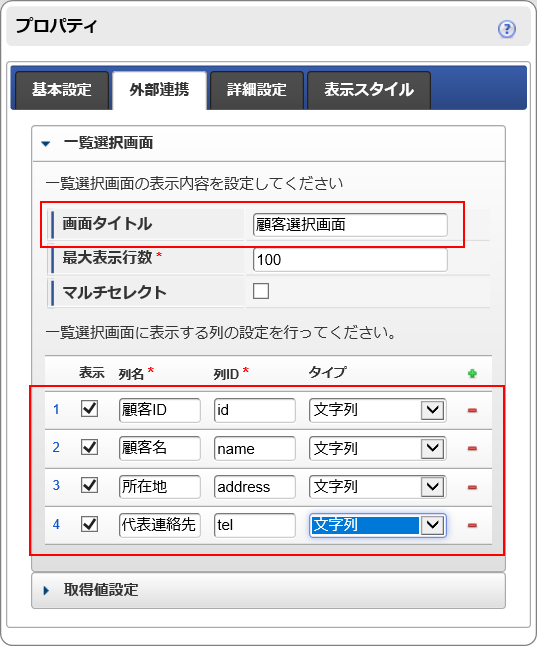 プロパティ ?
基本設定 外部連携 詳細設定 表示スタイル
一覧選択画面
一覧選択画面の表示内容を設定してください
画面タイトル 顧客選択画面
最大表示行数 * 100
マルチセレクト
一覧選択画面に表示する列の設定を行ってください。
表示 列名 * 列ID * タイプ
1 顧客ID id 文字列
2 顧客名 name 文字列
3 所在地 address 文字列
4 代表連絡先 tel 文字列
取得値設定